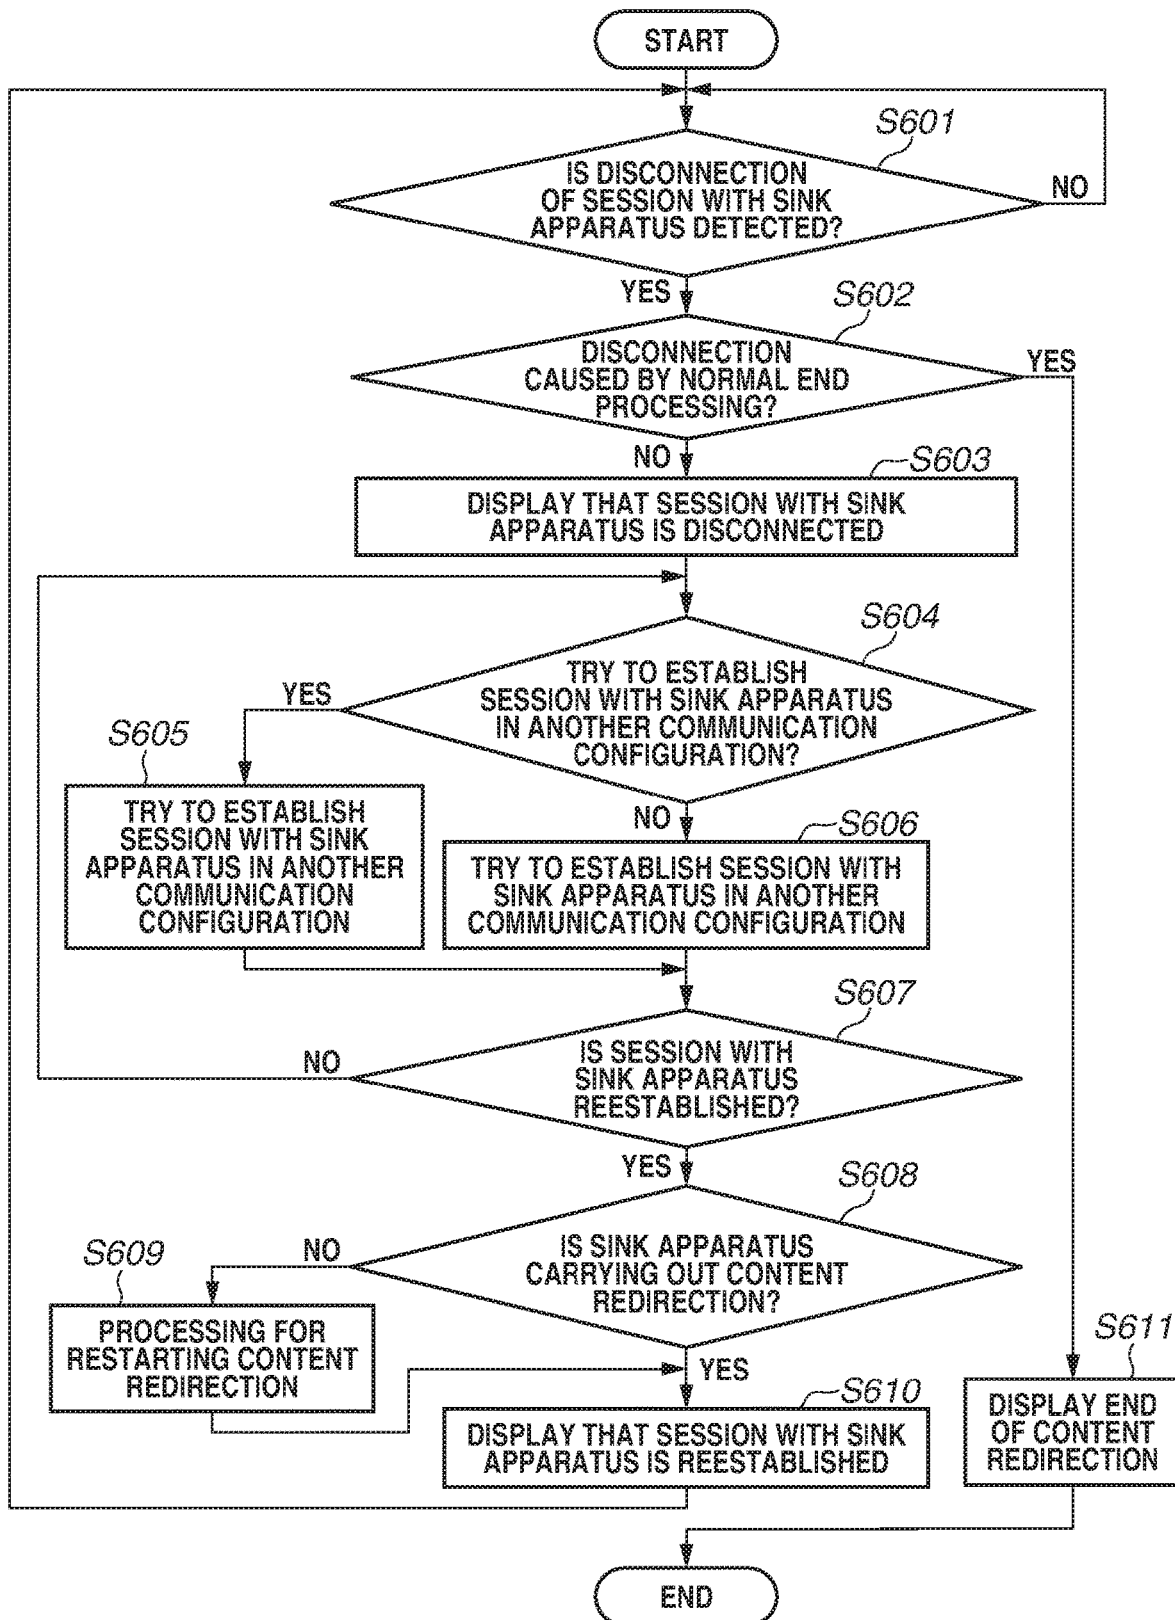 START
S601
IS DISCONNECTION
OF SESSION WITH SINK
APPARATUS DETECTED?
NO
YES
S602
DISCONNECTION
CAUSED BY NORMAL END
PROCESSING?
YES
NO
S603
DISPLAY THAT SESSION WITH SINK
APPARATUS IS DISCONNECTED
S604
TRY TO ESTABLISH
SESSION WITH SINK APPARATUS
IN ANOTHER COMMUNICATION
CONFIGURATION?
YES
NO
S605
TRY TO ESTABLISH
SESSION WITH SINK
APPARATUS IN ANOTHER
COMMUNICATION
CONFIGURATION
S606
TRY TO ESTABLISH SESSION WITH
SINK APPARATUS IN ANOTHER
COMMUNICATION CONFIGURATION
S607
IS SESSION WITH
SINK APPARATUS
REESTABLISHED?
NO
YES
S608
IS SINK APPARATUS
CARRYING OUT CONTENT
REDIRECTION?
NO
YES
S609
PROCESSING FOR
RESTARTING CONTENT
REDIRECTION
S610
DISPLAY THAT SESSION WITH SINK
APPARATUS IS REESTABLISHED
S611
DISPLAY END
OF CONTENT
REDIRECTION
END